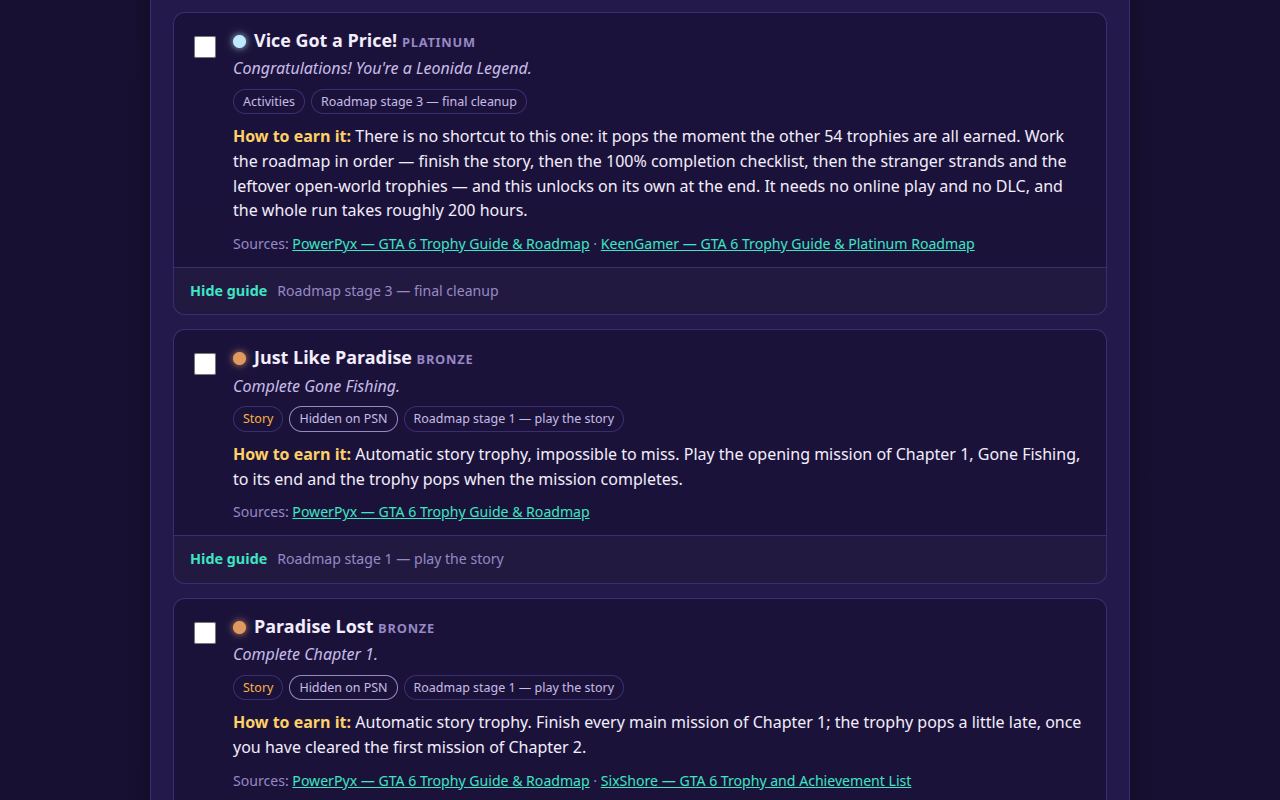 Vice Got a Price! PLATINUM
Congratulations! You're a Leonida Legend.
Activities Roadmap stage 3 — final cleanup
How to earn it: There is no shortcut to this one: it pops the moment the other 54 trophies are all earned. Work
the roadmap in order — finish the story, then the 100% completion checklist, then the stranger strands and the
leftover open-world trophies — and this unlocks on its own at the end. It needs no online play and no DLC, and
the whole run takes roughly 200 hours.
Sources: PowerPyx — GTA 6 Trophy Guide & Roadmap · KeenGamer — GTA 6 Trophy Guide & Platinum Roadmap
Hide guide Roadmap stage 3 — final cleanup
Just Like Paradise BRONZE
Complete Gone Fishing.
Story Hidden on PSN Roadmap stage 1 — play the story
How to earn it: Automatic story trophy, impossible to miss. Play the opening mission of Chapter 1, Gone Fishing,
to its end and the trophy pops when the mission completes.
Sources: PowerPyx — GTA 6 Trophy Guide & Roadmap
Hide guide Roadmap stage 1 — play the story
Paradise Lost BRONZE
Complete Chapter 1.
Story Hidden on PSN Roadmap stage 1 — play the story
How to earn it: Automatic story trophy. Finish every main mission of Chapter 1; the trophy pops a little late, once
you have cleared the first mission of Chapter 2.
Sources: PowerPyx — GTA 6 Trophy Guide & Roadmap · SixShore — GTA 6 Trophy and Achievement List